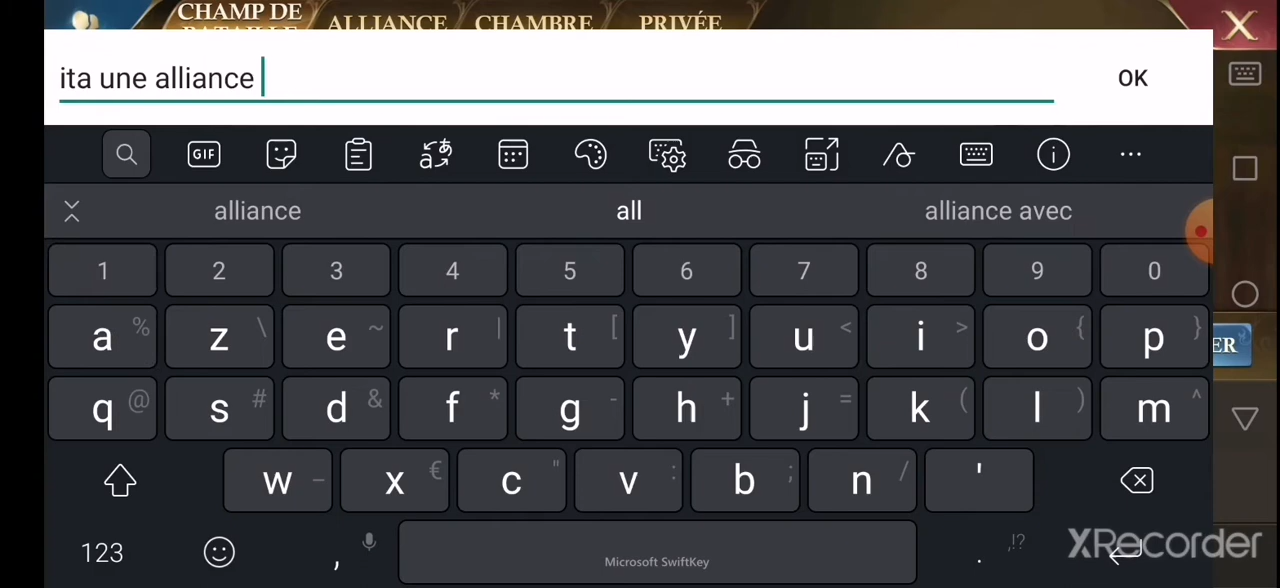 CHAMP DE BATAILLE
ALLIANCE CHAMBRE PRIVÉE X
ita une alliance OK
GIF
alliance all alliance avec
1 2 3 4 5 6 7 8 9 0
a % z \ e ~ r | t [ y ] u < i > o { p }
ER
q @ s # d & f * g - h + j = k ( l ) m ^
w _ x € c " v : b ; n / '
123 , Microsoft SwiftKey . ,!?
XRecorder